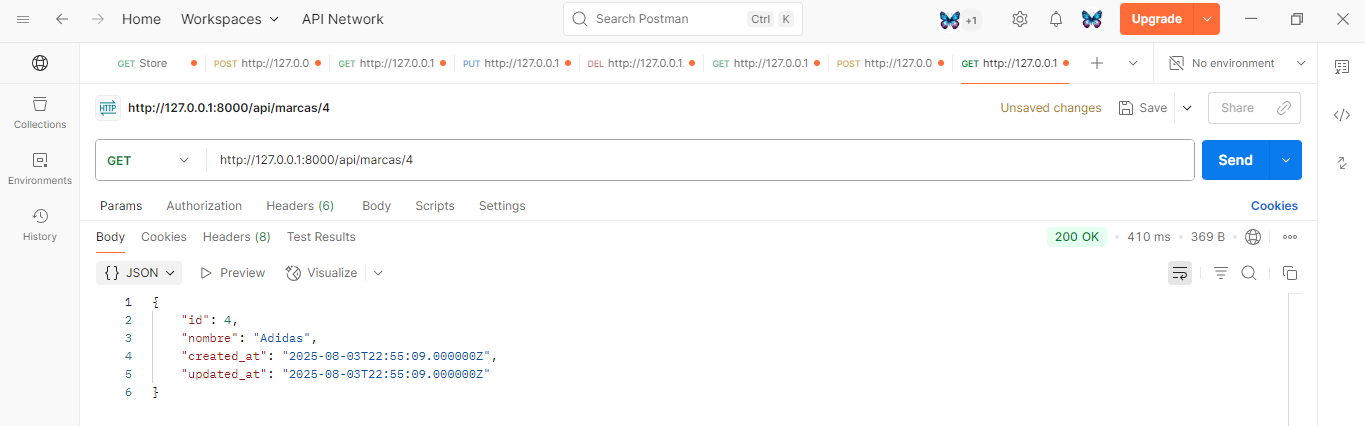 Home Workspaces API Network Search Postman Ctrl K +1 Upgrade
GET Store POST http://127.0.0. GET http://127.0.0.1 PUT http://127.0.0.1 DEL http://127.0.0.1. GET http://127.0.0.1 POST http://127.0.0 GET http://127.0.0.1 No environment
HTTP http://127.0.0.1:8000/api/marcas/4 Unsaved changes Save Share
Collections
GET http://127.0.0.1:8000/api/marcas/4 Send
Environments
Params Authorization Headers (6) Body Scripts Settings Cookies
History
Body Cookies Headers (8) Test Results 200 OK • 410 ms • 369 B •
{} JSON Preview Visualize
1 {
2 "id": 4,
3 "nombre": "Adidas",
4 "created_at": "2025-08-03T22:55:09.000000Z",
5 "updated_at": "2025-08-03T22:55:09.000000Z"
6 }